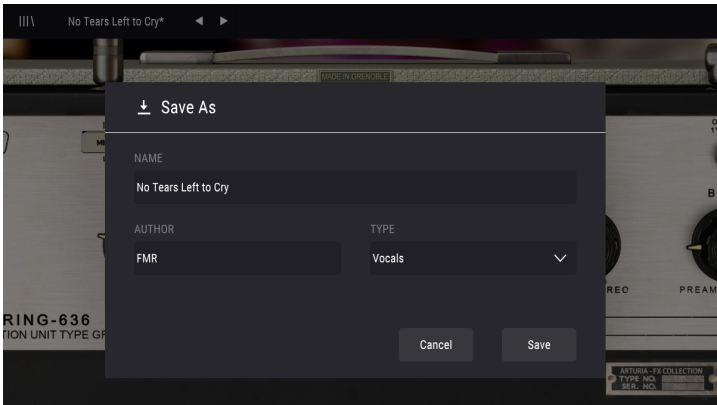 No Tears Left to Cry*
MADE IN GRENOBLE
Save As
NAME
No Tears Left to Cry
AUTHOR
TYPE
FMR
Vocals
REC
PREAM
RING-636
TION UNIT TYPE GR
Cancel
Save
ARTURIA - FX COLLECTION
TYPE NO.
SER. NO.